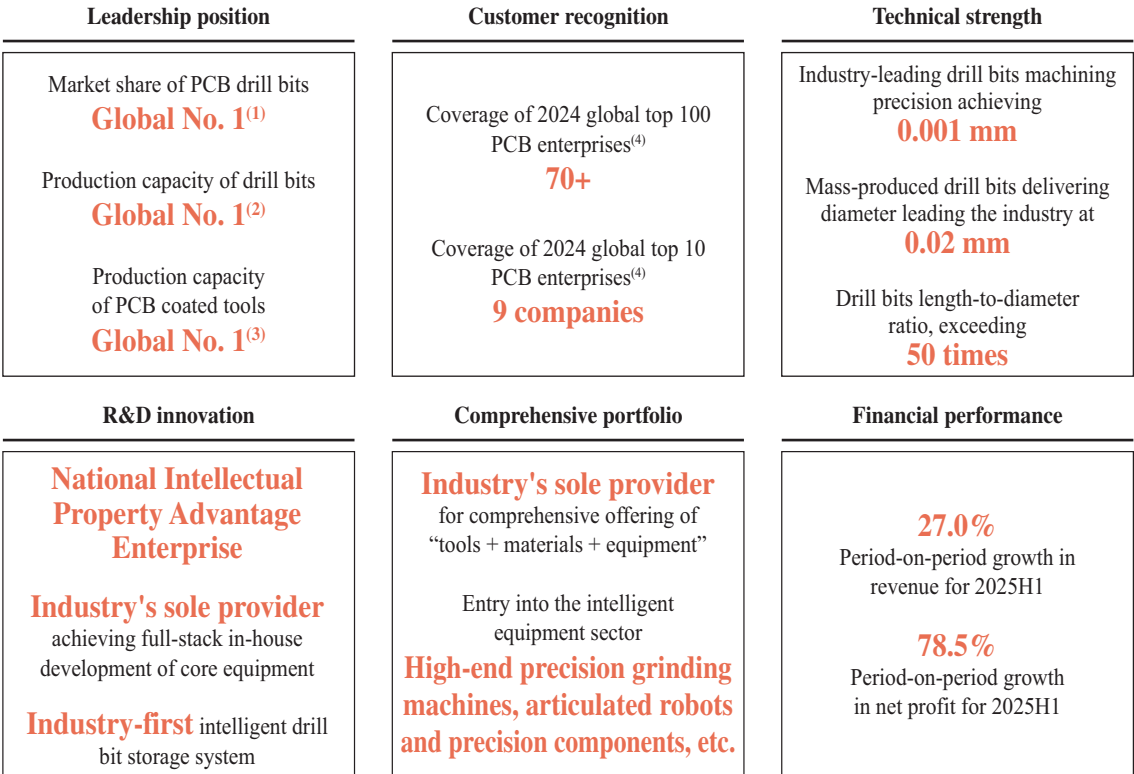 Leadership position
Market share of PCB drill bits
Global No. 1(1)
Production capacity of drill bits
Global No. 1(2)
Production capacity
of PCB coated tools
Global No. 1(3)
Customer recognition
Coverage of 2024 global top 100
PCB enterprises(4)
70+
Coverage of 2024 global top 10
PCB enterprises(4)
9 companies
Technical strength
Industry-leading drill bits machining
precision achieving
0.001 mm
Mass-produced drill bits delivering
diameter leading the industry at
0.02 mm
Drill bits length-to-diameter
ratio, exceeding
50 times
R&D innovation
National Intellectual
Property Advantage
Enterprise
Industry's sole provider
achieving full-stack in-house
development of core equipment
Industry-first intelligent drill
bit storage system
Comprehensive portfolio
Industry's sole provider
for comprehensive offering of
“tools + materials + equipment”
Entry into the intelligent
equipment sector
High-end precision grinding
machines, articulated robots
and precision components, etc.
Financial performance
27.0%
Period-on-period growth in
revenue for 2025H1
78.5%
Period-on-period growth
in net profit for 2025H1